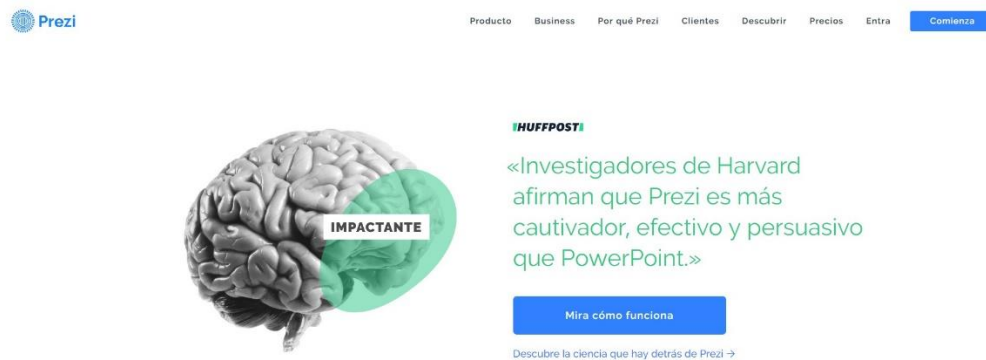 Prezi
Producto Business Por qué Prezi Clientes Descubrir Precios Entra Comienza
HUFFPOST
«Investigadores de Harvard
afirman que Prezi es más
cautivador, efectivo y persuasivo
que PowerPoint.»
IMPACTANTE
Mira cómo funciona
Descubre la ciencia que hay detrás de Prezi →